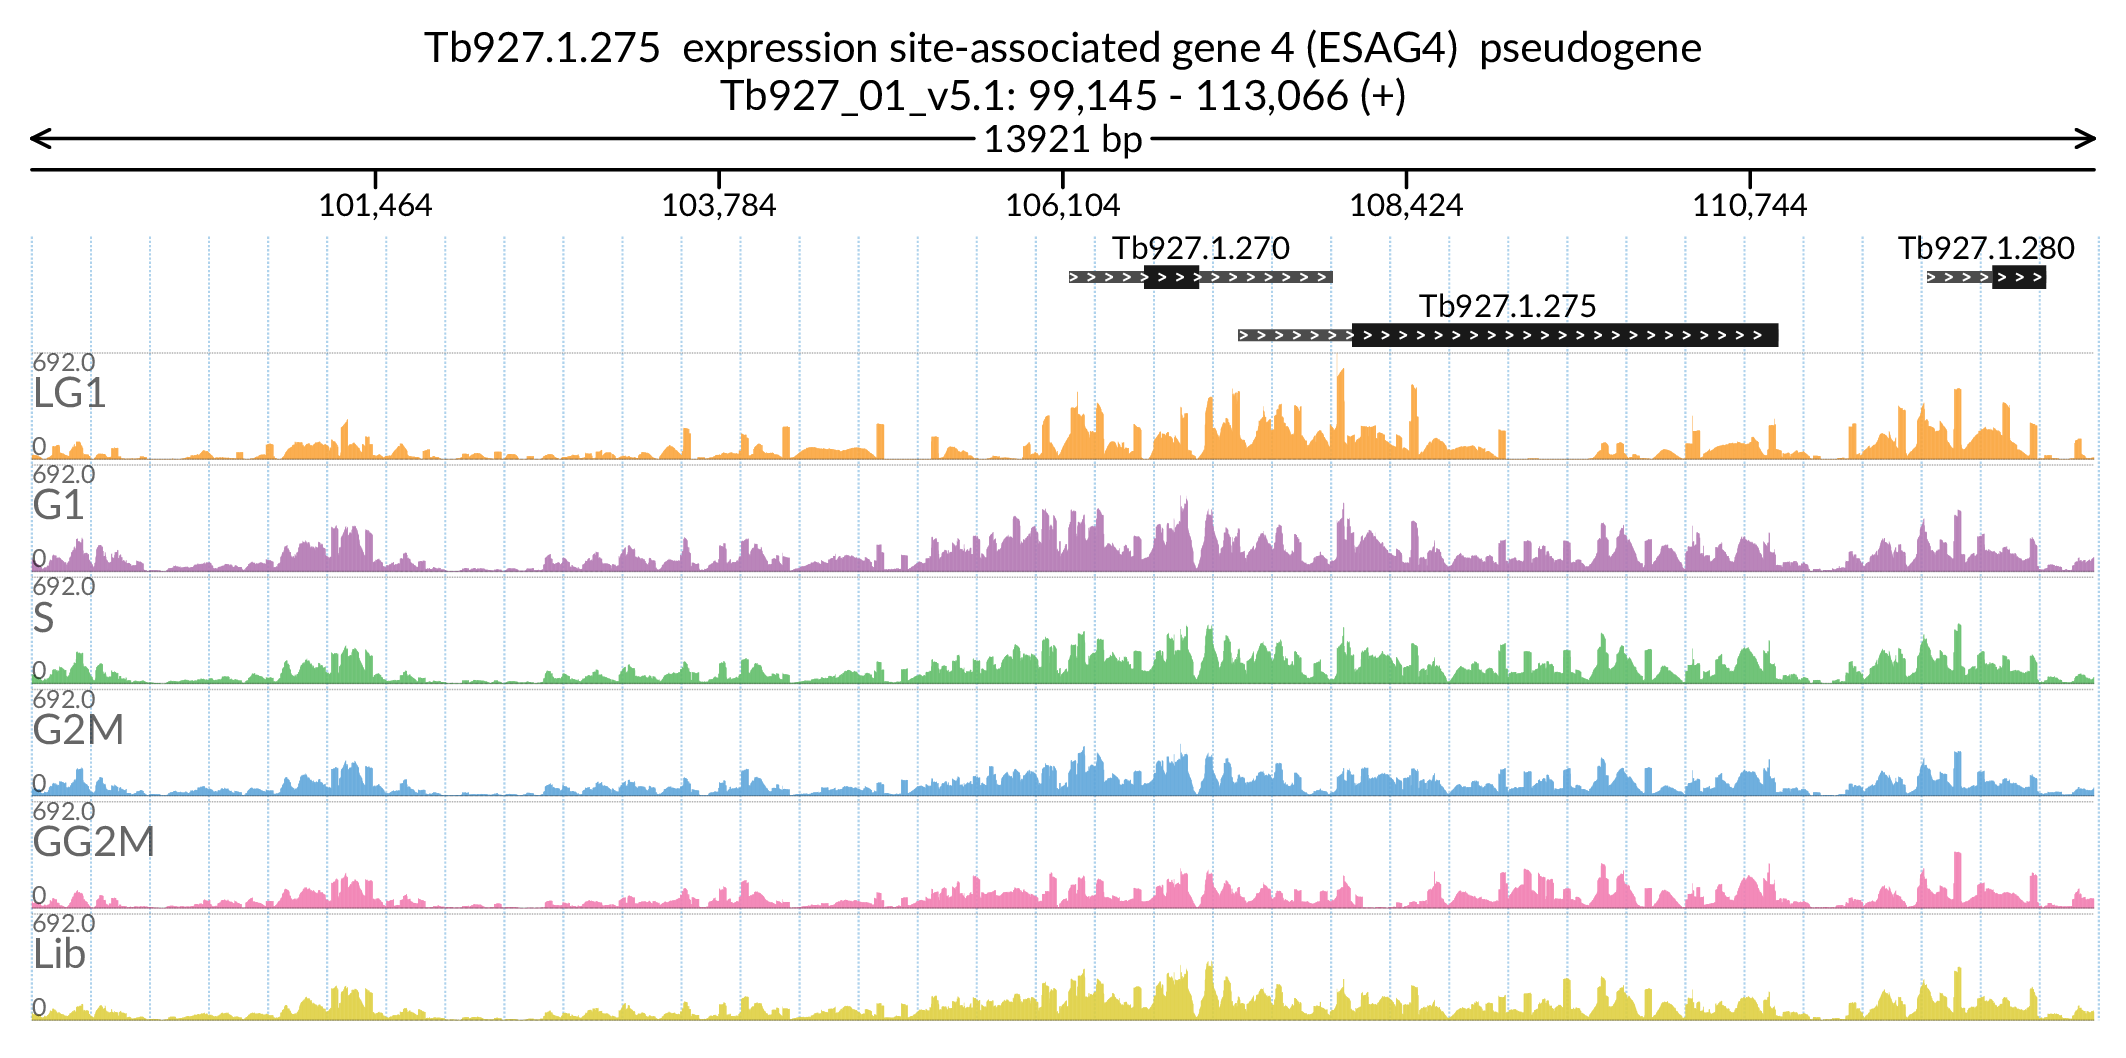 Tb927.1.275  expression site-associated gene 4 (ESAG4)  pseudogene
Tb927_01_v5.1: 99,145 - 113,066 (+)
13921 bp
101,464 103,784 106,104 108,424 110,744
Tb927.1.270 Tb927.1.280
Tb927.1.275
692.0
LG1
0
692.0
G1
0
692.0
S
0
692.0
G2M
0
692.0
GG2M
0
692.0
Lib
0